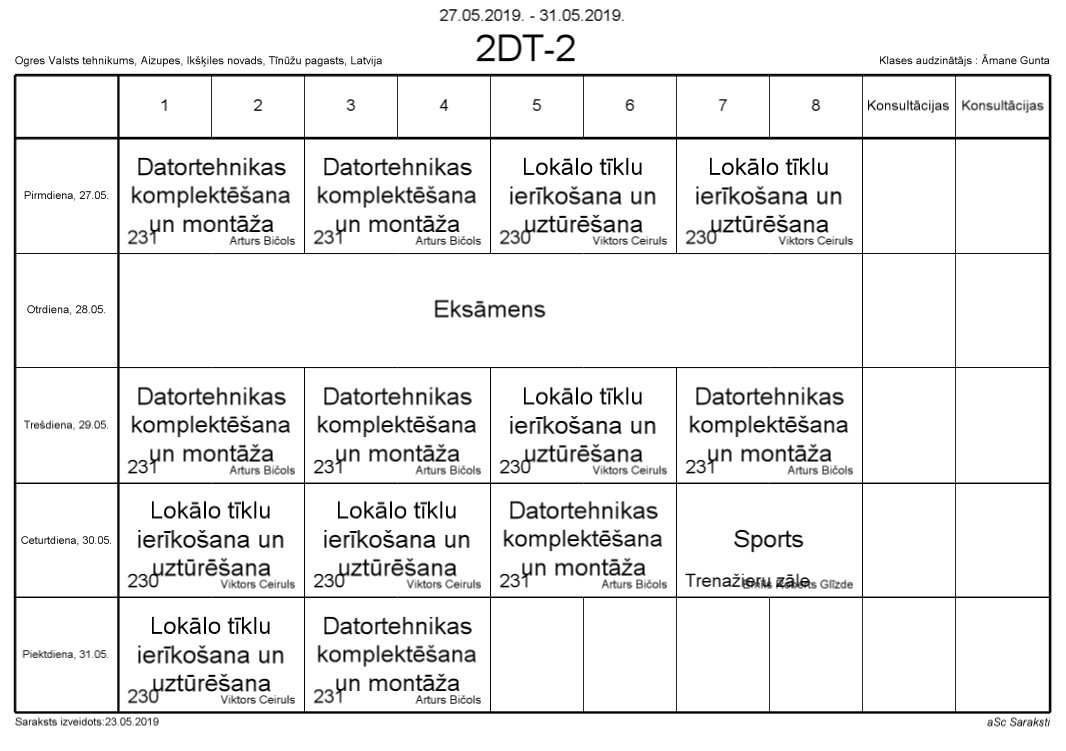 27.05.2019. - 31.05.2019.
2DT-2
Ogres Valsts tehnikums, Aizupes, Ikšķiles novads, Tīnūžu pagasts, Latvija
Klases audzinātājs : Āmane Gunta
1 2 3 4 5 6 7 8 Konsultācijas Konsultācijas
Pirmdiena, 27.05.
Datortehnikas
komplektēšana
un montāža
231 Arturs Bičols
Datortehnikas
komplektēšana
un montāža
231 Arturs Bičols
Lokālo tīklu
ierīkošana un
uztūrēšana
230 Viktors Ceiruls
Lokālo tīklu
ierīkošana un
uztūrēšana
230 Viktors Ceiruls
Otrdiena, 28.05.
Eksāmens
Trešdiena, 29.05.
Datortehnikas
komplektēšana
un montāža
231 Arturs Bičols
Datortehnikas
komplektēšana
un montāža
231 Arturs Bičols
Lokālo tīklu
ierīkošana un
uztūrēšana
230 Viktors Ceiruls
Datortehnikas
komplektēšana
un montāža
231 Arturs Bičols
Ceturtdiena, 30.05.
Lokālo tīklu
ierīkošana un
uztūrēšana
230 Viktors Ceiruls
Lokālo tīklu
ierīkošana un
uztūrēšana
230 Viktors Ceiruls
Datortehnikas
komplektēšana
un montāža
231 Arturs Bičols
Sports
Trenažieru zāle
Glīzde
Piektdiena, 31.05.
Lokālo tīklu
ierīkošana un
uztūrēšana
230 Viktors Ceiruls
Datortehnikas
komplektēšana
un montāža
231 Arturs Bičols
Saraksts izveidots:23.05.2019
aSc Saraksti